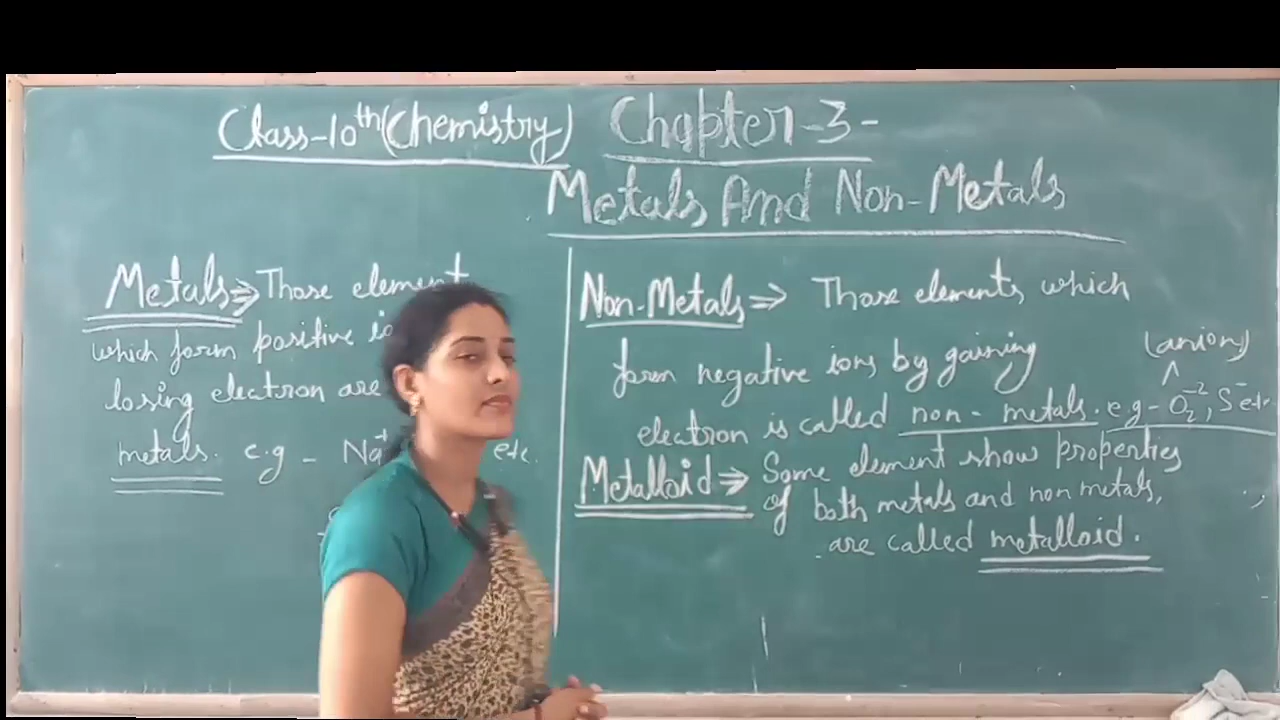 Class-10th (Chemistry) Chapter-3-
Metals And Non-Metals
Metals ⇒ Those element
which form positive
losing electron are
metals. e.g - Na+ etc.
Non-Metals ⇒ Those elements which
form negative ions by gaining
(anion)
^
electron is called non-metals. e.g - O2-2, S- etc
Metalloid ⇒ Some element show properties
of both metals and non metals,
are called metalloid.